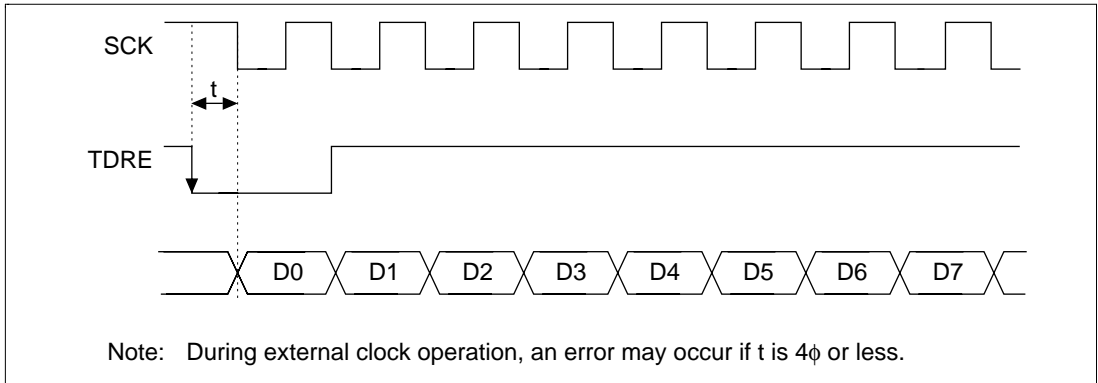 SCK
t
TDRE
D0 D1 D2 D3 D4 D5 D6 D7
Note: During external clock operation, an error may occur if t is 4ϕ or less.